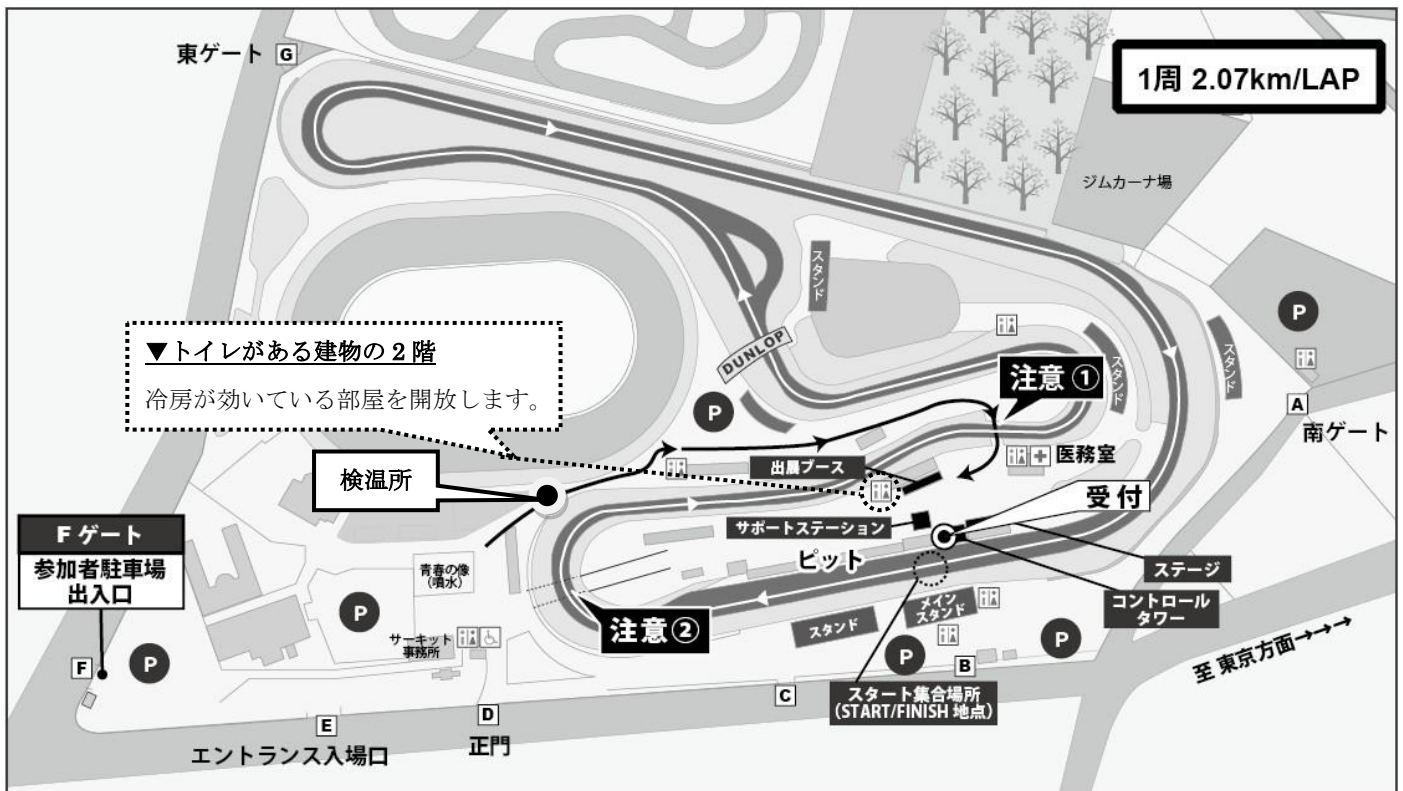 東ゲート G
1周 2.07km/LAP
ジムカーナ場
スタンド
P
▼トイレがある建物の2階
冷房が効いている部屋を開放します。
DUNLOP
スタンド
スタンド
注意 ①
P
A
南ゲート
検温所
出展ブース
医務室
受付
サポートステーション
ピット
Fゲート
参加者駐車場
出入口
青春の像
(噴水)
ステージ
コントロール
タワー
P
サーキット
事務所
注意②
スタンド
メイン
スタンド
P
P
至 東京方面→→→
F
P
B
C
スタート集合場所
(START/FINISH 地点)
E
エントランス入場口
D
正門